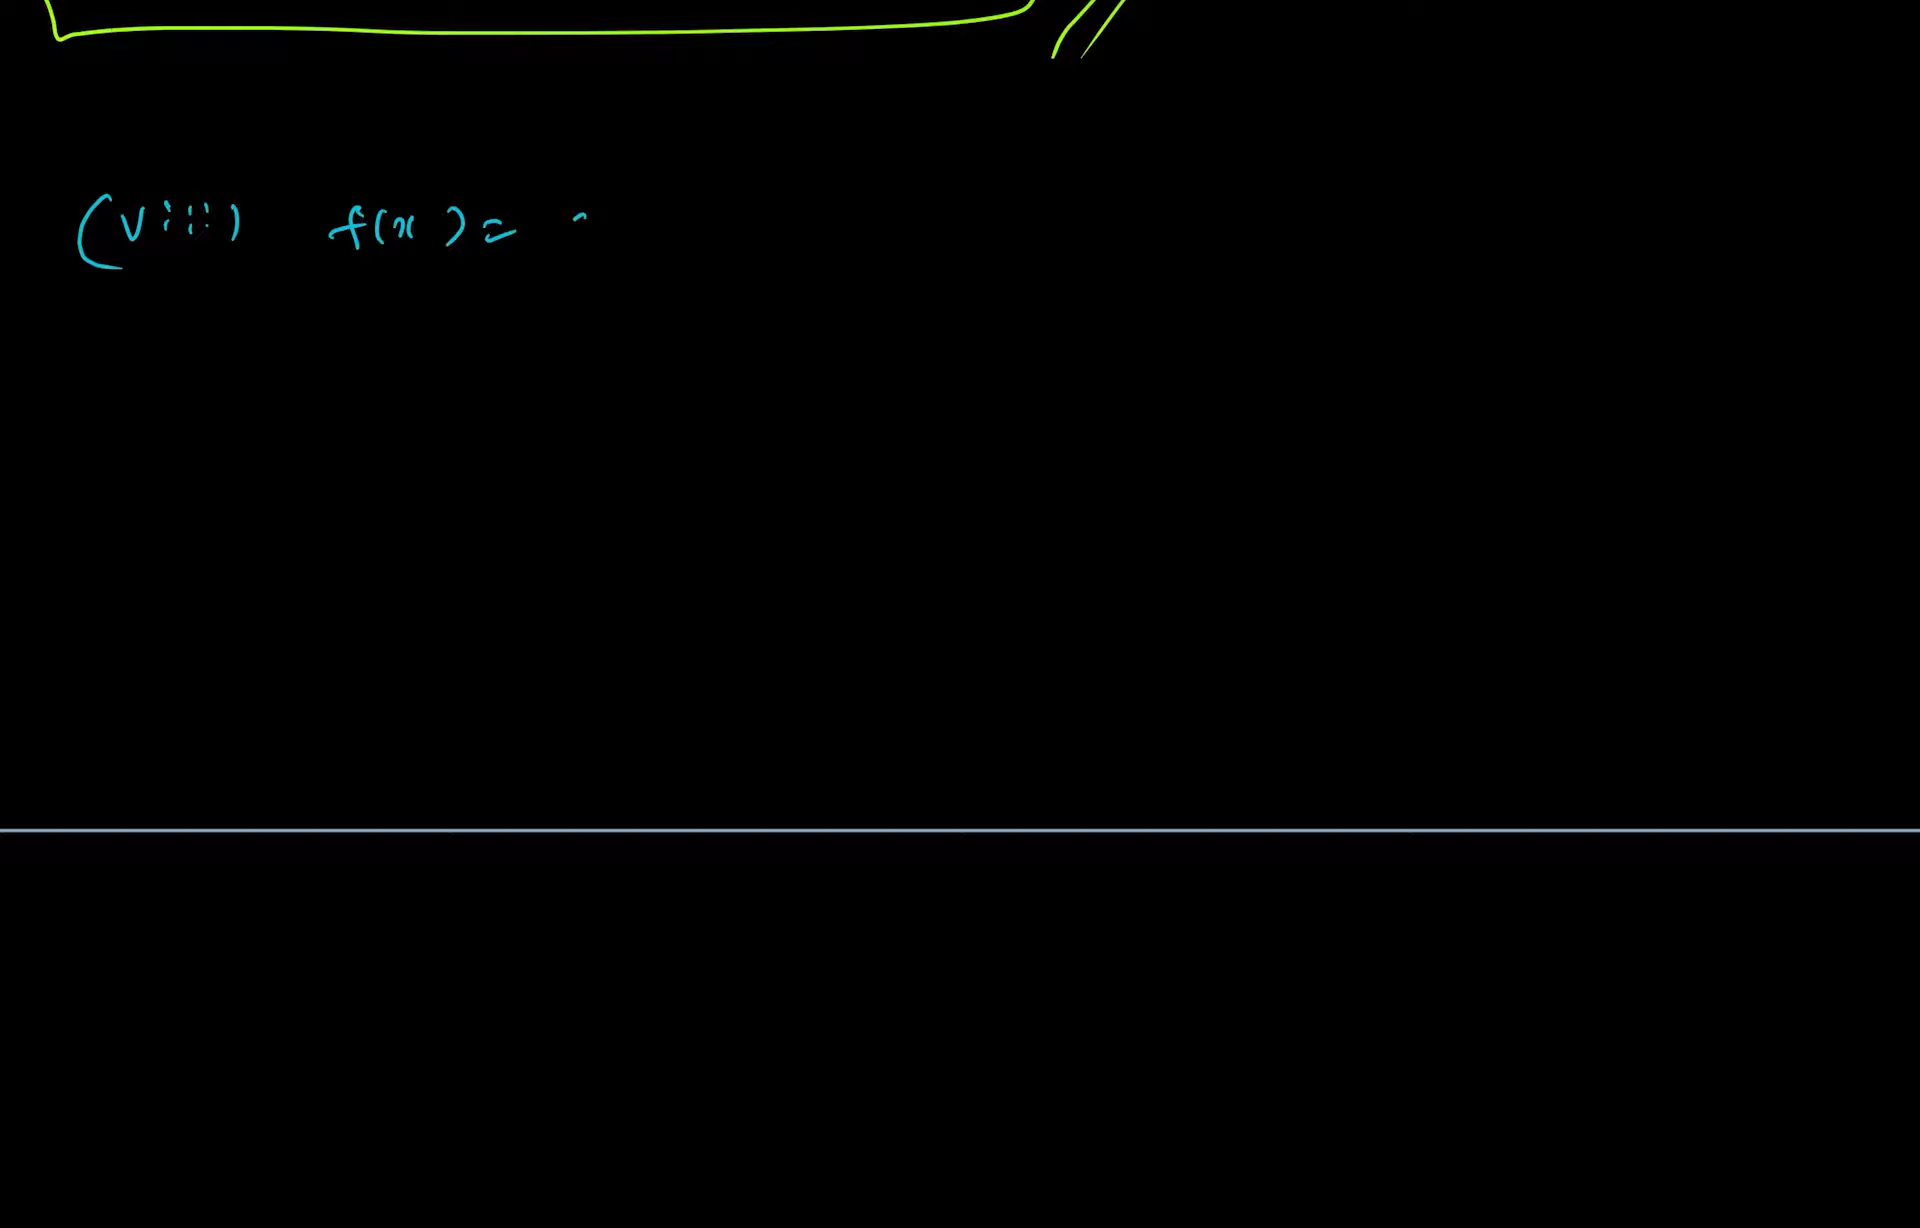 (viii) f(x) =